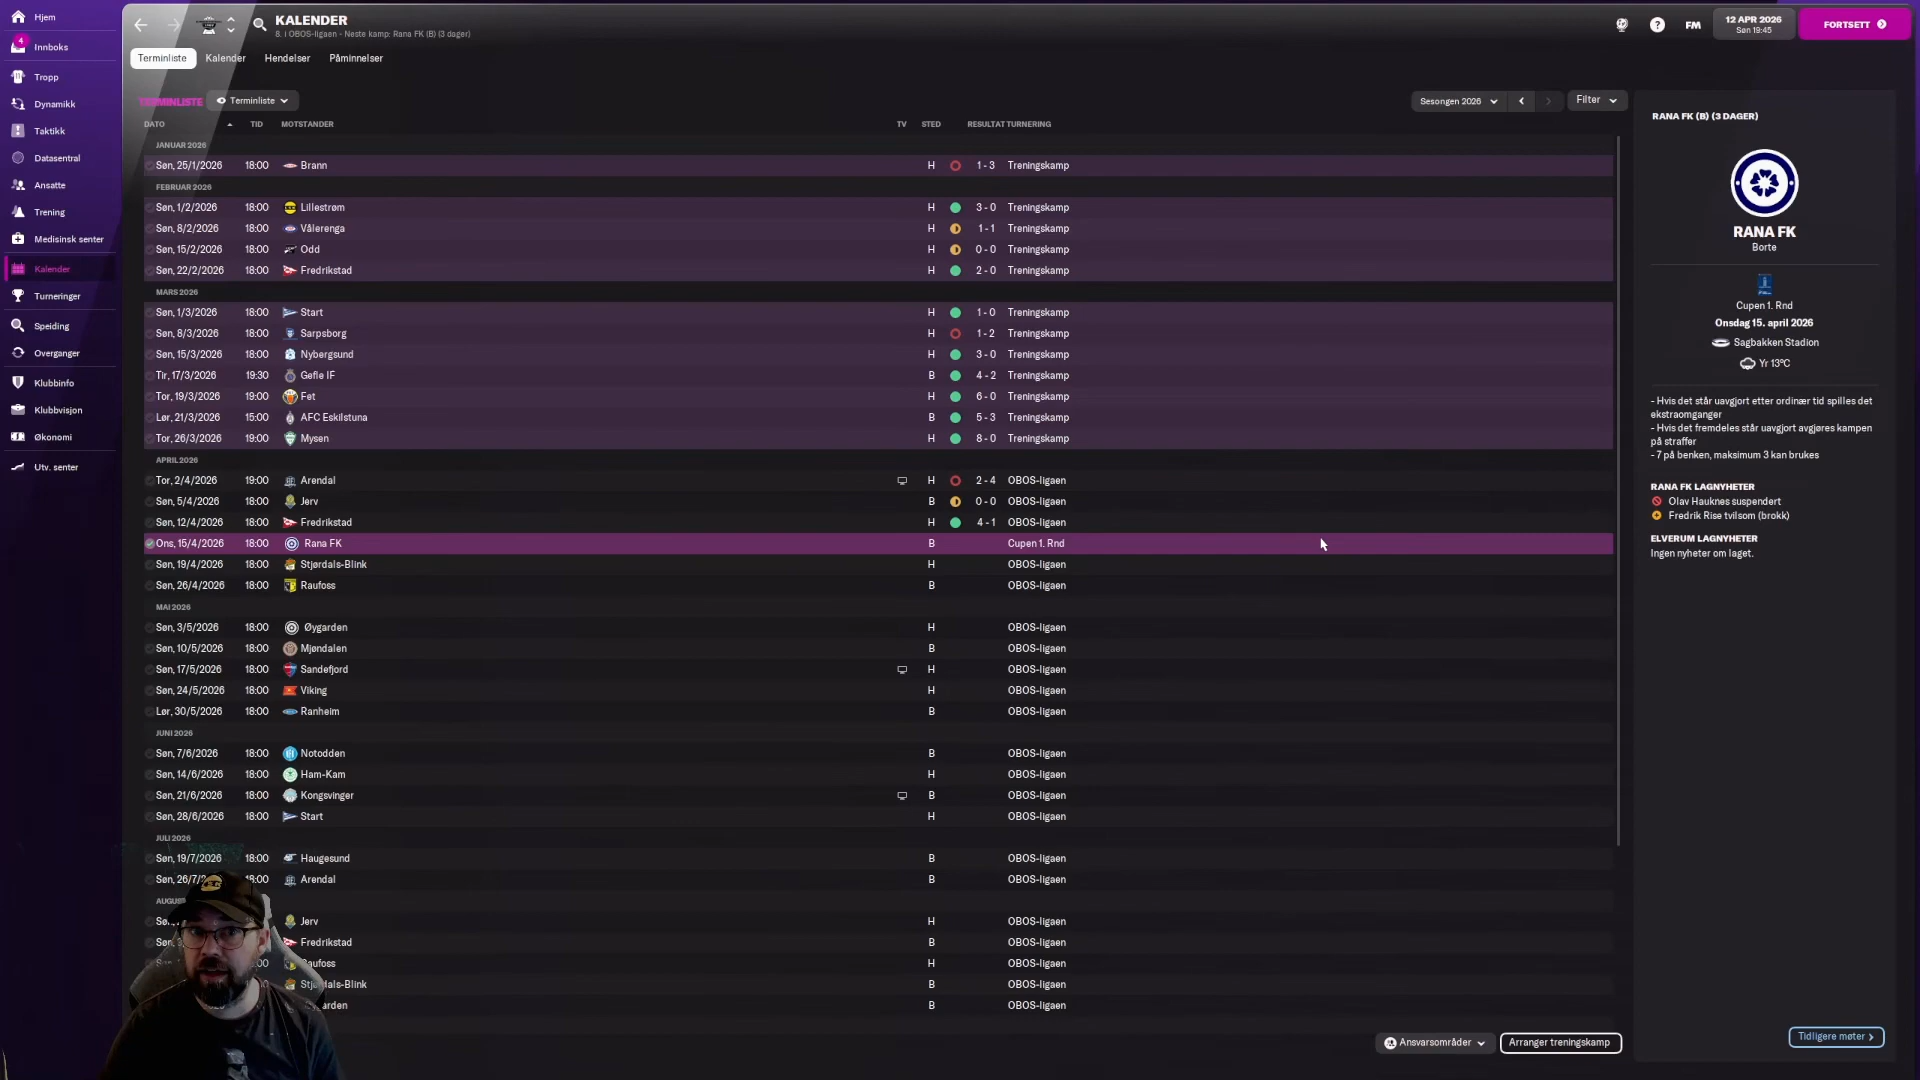 Hjem
4
Innboks
Tropp
Dynamikk
Taktikk
Datasentral
Ansatte
Trening
Medisinsk senter
Kalender
Turneringer
Speiding
Overganger
Klubbinfo
Klubbvisjon
Økonomi
Utv. senter
KALENDER
8. i OBOS-ligaen - Neste kamp: Rana FK (B) (3 dager)
FM
12 APR 2026
Søn 19:45
FORTSETT
Terminliste Kalender Hendelser Påminnelser
TERMINLISTE Terminliste Sesongen 2026 Filter
DATO TID MOTSTANDER TV STED RESULTAT TURNERING
JANUAR 2026
Søn, 25/1/2026 18:00 Brann H 1 - 3 Treningskamp
FEBRUAR 2026
Søn, 1/2/2026 18:00 Lillestrøm H 3 - 0 Treningskamp
Søn, 8/2/2026 18:00 Vålerenga H 1 - 1 Treningskamp
Søn, 15/2/2026 18:00 Odd H 0 - 0 Treningskamp
Søn, 22/2/2026 18:00 Fredrikstad H 2 - 0 Treningskamp
MARS 2026
Søn, 1/3/2026 18:00 Start H 1 - 0 Treningskamp
Søn, 8/3/2026 18:00 Sarpsborg H 1 - 2 Treningskamp
Søn, 15/3/2026 18:00 Nybergsund H 3 - 0 Treningskamp
Tir, 17/3/2026 19:30 Gefle IF B 4 - 2 Treningskamp
Tor, 19/3/2026 19:00 Fet H 6 - 0 Treningskamp
Lør, 21/3/2026 15:00 AFC Eskilstuna B 5 - 3 Treningskamp
Tor, 26/3/2026 19:00 Mysen H 8 - 0 Treningskamp
APRIL 2026
Tor, 2/4/2026 19:00 Arendal H 2 - 4 OBOS-ligaen
Søn, 5/4/2026 18:00 Jerv B 0 - 0 OBOS-ligaen
Søn, 12/4/2026 18:00 Fredrikstad H 4 - 1 OBOS-ligaen
Ons, 15/4/2026 18:00 Rana FK B Cupen 1. Rnd
Søn, 19/4/2026 18:00 Stjørdals-Blink H OBOS-ligaen
Søn, 26/4/2026 18:00 Raufoss B OBOS-ligaen
MAI 2026
Søn, 3/5/2026 18:00 Øygarden H OBOS-ligaen
Søn, 10/5/2026 18:00 Mjøndalen B OBOS-ligaen
Søn, 17/5/2026 18:00 Sandefjord H OBOS-ligaen
Søn, 24/5/2026 18:00 Viking H OBOS-ligaen
Lør, 30/5/2026 18:00 Ranheim B OBOS-ligaen
JUNI 2026
Søn, 7/6/2026 18:00 Notodden B OBOS-ligaen
Søn, 14/6/2026 18:00 Ham-Kam H OBOS-ligaen
Søn, 21/6/2026 18:00 Kongsvinger B OBOS-ligaen
Søn, 28/6/2026 18:00 Start H OBOS-ligaen
JULI 2026
Søn, 19/7/2026 18:00 Haugesund B OBOS-ligaen
Søn, 26/7/2 18:00 Arendal B OBOS-ligaen
AUGUS
Jerv H OBOS-ligaen
Fredrikstad B OBOS-ligaen
aufoss H OBOS-ligaen
Stjørdals-Blink B OBOS-ligaen
arden B OBOS-ligaen
Ansvarsområder Arranger treningskamp
RANA FK (B) (3 DAGER)
RANA FK
Borte
Cupen 1. Rnd
Onsdag 15. april 2026
Sagbakken Stadion
Yr 13°C
- Hvis det står uavgjort etter ordinær tid spilles det
ekstraomganger
- Hvis det fremdeles står uavgjort avgjøres kampen
på straffer
- 7 på benken, maksimum 3 kan brukes
RANA FK LAGNYHETER
Olav Hauknes suspendert
Fredrik Rise tvilsom (brokk)
ELVERUM LAGNYHETER
Ingen nyheter om laget.
Tidligere møter